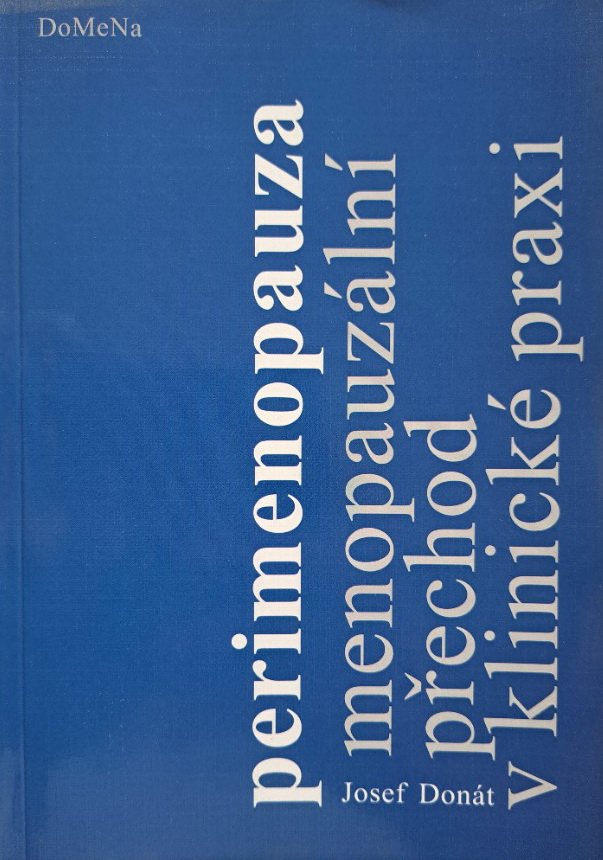 DoMeNa
perimenopauza
menopauzální
přechod
v klinické praxi
Josef Donát